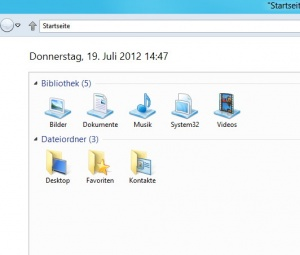 "Startseite
Startseite
Donnerstag, 19. Juli 2012 14:47
Bibliothek (5)
Bilder Dokumente Musik System32 Videos
Dateiordner (3)
Desktop Favoriten Kontakte